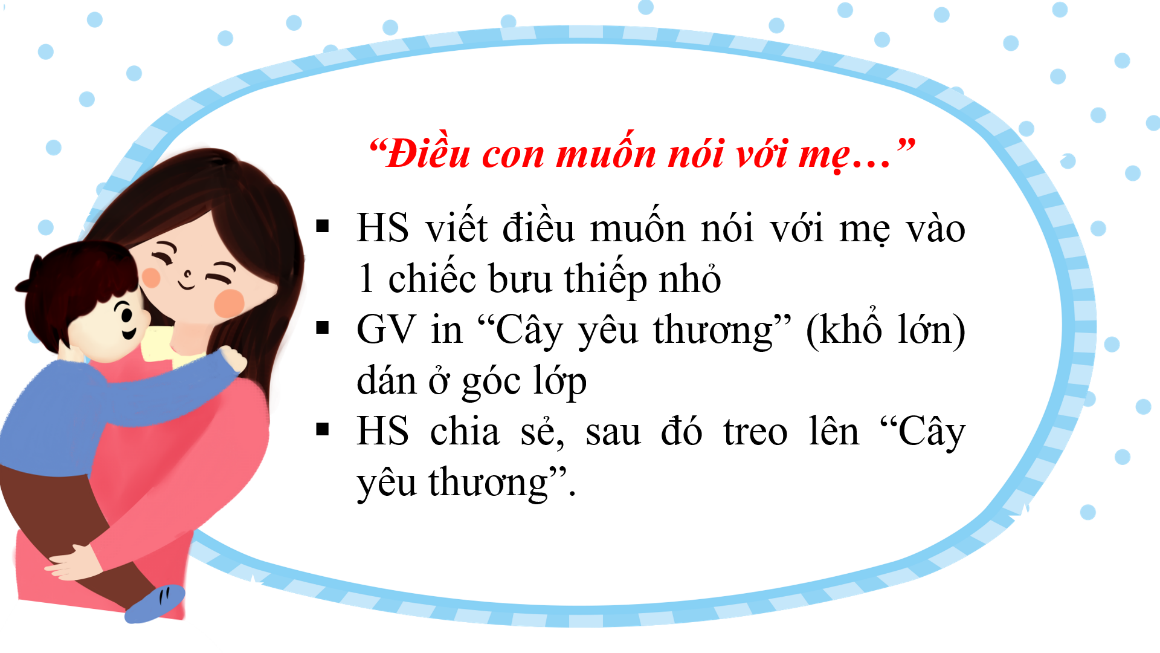 “Điều con muốn nói với mẹ…”
▪ HS viết điều muốn nói với mẹ vào
1 chiếc bưu thiếp nhỏ
▪ GV in “Cây yêu thương” (khổ lớn)
dán ở góc lớp
▪ HS chia sẻ, sau đó treo lên “Cây
yêu thương”.